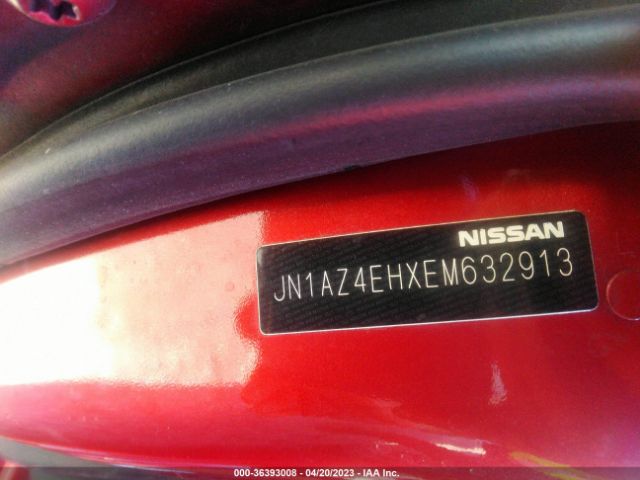 NISSAN
JN1AZ4EHXEM632913
000-36393008 - 04/20/2023 - IAA Inc.